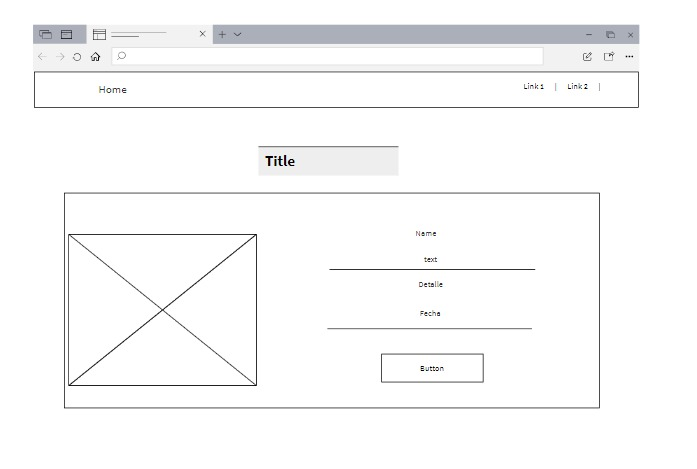 Home
Link 1 | Link 2 |
Title
Name
text
Detalle
Fecha
Button